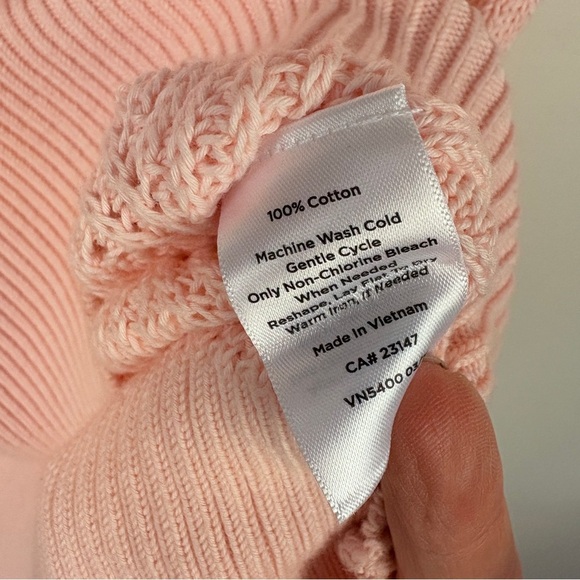 100% Cotton
Machine Wash Cold
Gentle Cycle
Only Non-Chlorine Bleach
When Needed
Reshape, Lay Flat To Dry
Warm Iron, If Needed
Made in Vietnam
CA# 23147
VN5400